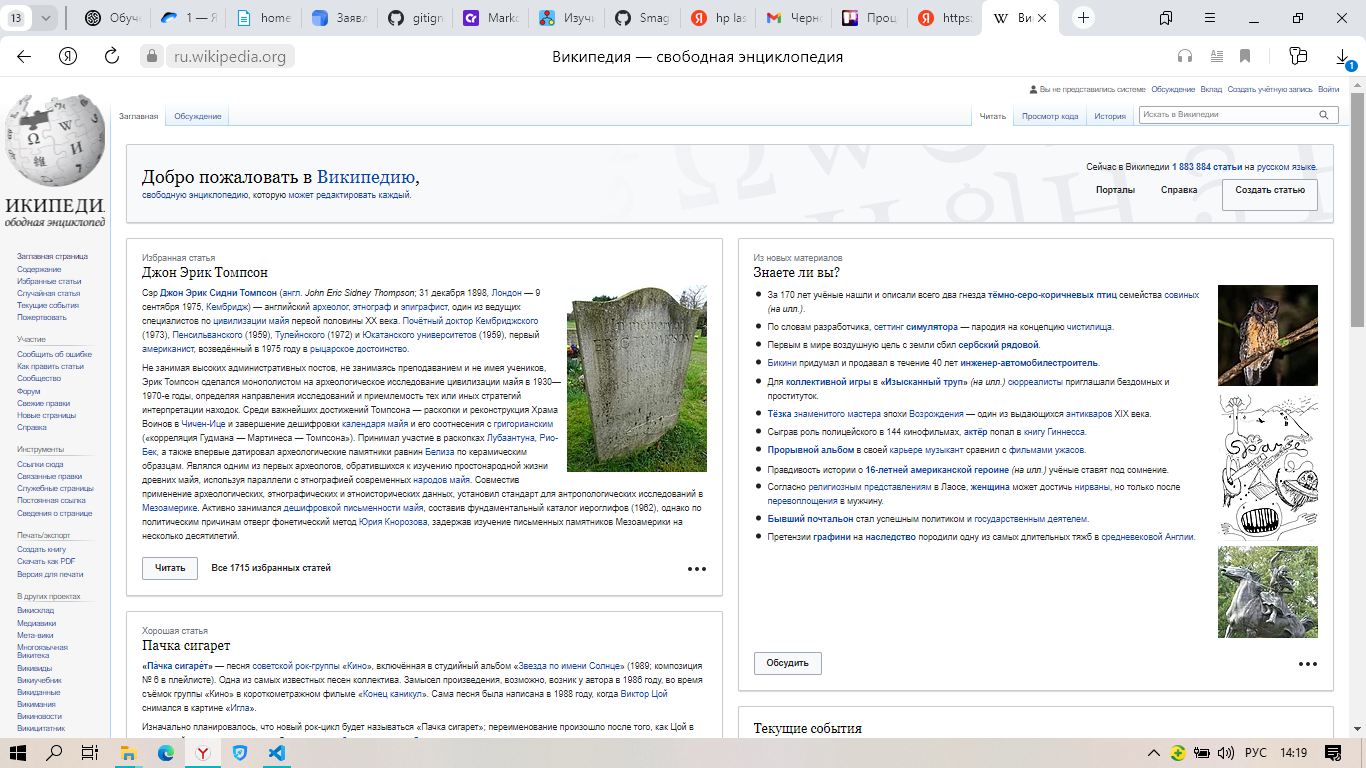 13
Обуче
1 — Я
home
Заявл
gitign
Марко
Изучи
Smag
hp las
Черно
Проц
https:
Ви
ru.wikipedia.org
Википедия — свободная энциклопедия
1
Вы не представились системе Обсуждение Вклад Создать учётную запись Войти
Заглавная Обсуждение Читать Просмотр кода История Искать в Википедии
ИКИПЕДИ
ободная энциклопед
Заглавная страница
Содержание
Избранные статьи
Случайная статья
Текущие события
Пожертвовать
Участие
Сообщить об ошибке
Как править статьи
Сообщество
Форум
Свежие правки
Новые страницы
Справка
Инструменты
Ссылки сюда
Связанные правки
Служебные страницы
Постоянная ссылка
Сведения о странице
Печать/экспорт
Создать книгу
Скачать как PDF
Версия для печати
В других проектах
Викисклад
Медиавики
Мета-вики
Многоязычная
Викитека
Викивиды
Викиучебник
Викиданные
Викимания
Викиновости
Викицитатник
Добро пожаловать в Википедию,
свободную энциклопедию, которую может редактировать каждый.
Сейчас в Википедии 1 883 884 статьи на русском языке.
Порталы Справка Создать статью
Избранная статья
Джон Эрик Томпсон
Сэр Джон Эрик Сидни Томпсон (англ. John Eric Sidney Thompson; 31 декабря 1898, Лондон — 9
сентября 1975, Кембридж) — английский археолог, этнограф и эпиграфист, один из ведущих
специалистов по цивилизации майя первой половины XX века. Почётный доктор Кембриджского
(1973), Пенсильванского (1959), Тулейнского (1972) и Юкатанского университетов (1959), первый
американист, возведённый в 1975 году в рыцарское достоинство.
Не занимая высоких административных постов, не занимаясь преподаванием и не имея учеников,
Эрик Томпсон сделался монополистом на археологическое исследование цивилизации майя в 1930—
1970-е годы, определяя направления исследований и приемлемость тех или иных стратегий
интерпретации находок. Среди важнейших достижений Томпсона — раскопки и реконструкция Храма
Воинов в Чичен-Ице и завершение дешифровки календаря майя и его соотнесения с григорианским
(«корреляция Гудмана — Мартинеса — Томпсона»). Принимал участие в раскопках Лубаантуна, Рио-
Бек, а также впервые датировал археологические памятники равнин Белиза по керамическим
образцам. Являлся одним из первых археологов, обратившихся к изучению простонародной жизни
древних майя, используя параллели с этнографией современных народов майя. Совместив
применение археологических, этнографических и этноисторических данных, установил стандарт для антропологических исследований в
Мезоамерике. Активно занимался дешифровкой письменности майя, составив фундаментальный каталог иероглифов (1962), однако по
политическим причинам отверг фонетический метод Юрия Кнорозова, задержав изучение письменных памятников Мезоамерики на
несколько десятилетий.
Читать Все 1715 избранных статей
Хорошая статья
Пачка сигарет
«Па́чка сигаре́т» — песня советской рок-группы «Кино», включённая в студийный альбом «Звезда по имени Солнце» (1989; композиция
№ 6 в плейлисте). Одна из самых известных песен коллектива. Замысел произведения, возможно, возник у автора в 1986 году, во время
съёмок группы «Кино» в короткометражном фильме «Конец каникул». Сама песня была написана в 1988 году, когда Виктор Цой
снимался в картине «Игла».
Изначально планировалось, что новый рок-цикл будет называться «Пачка сигарет»; переименование произошло после того, как Цой в
Из новых материалов
Знаете ли вы?
За 170 лет учёные нашли и описали всего два гнезда тёмно-серо-коричневых птиц семейства совиных
(на илл.).
По словам разработчика, сеттинг симулятора — пародия на концепцию чистилища.
Первым в мире воздушную цель с земли сбил сербский рядовой.
Бикини придумал и продавал в течение 40 лет инженер-автомобилестроитель.
Для коллективной игры в «Изысканный труп» (на илл.) сюрреалисты приглашали бездомных и
проституток.
Тёзка знаменитого мастера эпохи Возрождения — один из выдающихся антикваров XIX века.
Сыграв роль полицейского в 144 кинофильмах, актёр попал в книгу Гиннесса.
Прорывной альбом в своей карьере музыкант сравнил с фильмами ужасов.
Правдивость истории о 16-летней американской героине (на илл.) учёные ставят под сомнение.
Согласно религиозным представлениям в Лаосе, женщина может достичь нирваны, но только после
перевоплощения в мужчину.
Бывший почтальон стал успешным политиком и государственным деятелем.
Претензии графини на наследство породили одну из самых длительных тяжб в средневековой Англии.
Обсудить
Текущие события
РУС 14:19